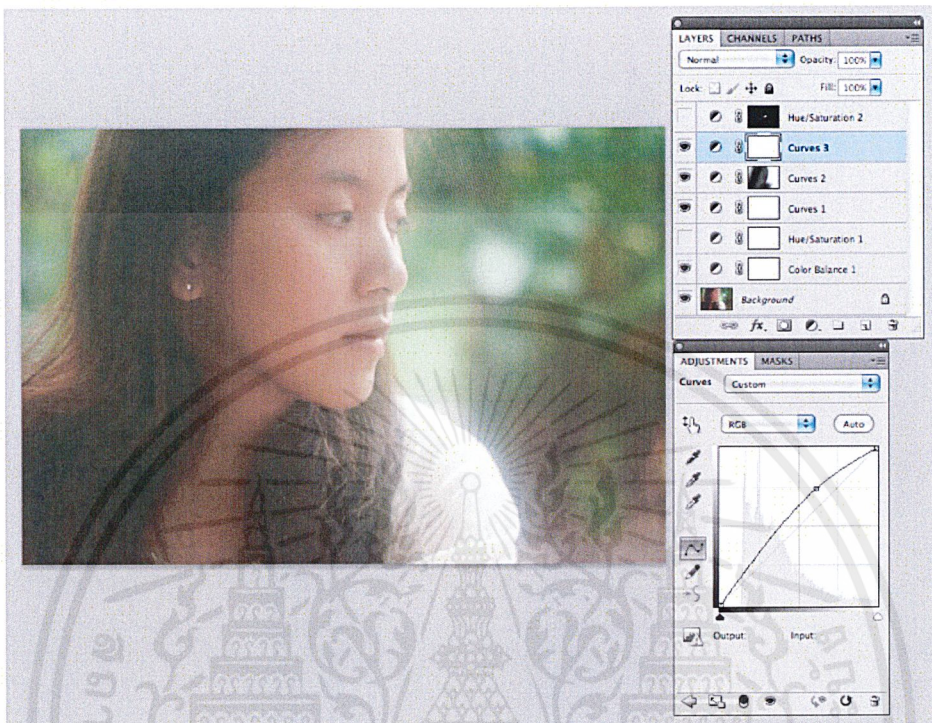 LAYERS CHANNELS PATHS
Normal Opacity: 100%
Lock: Fill: 100%
Hue/Saturation 2
Curves 3
Curves 2
Curves 1
Hue/Saturation 1
Color Balance 1
Background
fx.
ADJUSTMENTS MASKS
Curves Custom
RGB Auto
Output: Input: